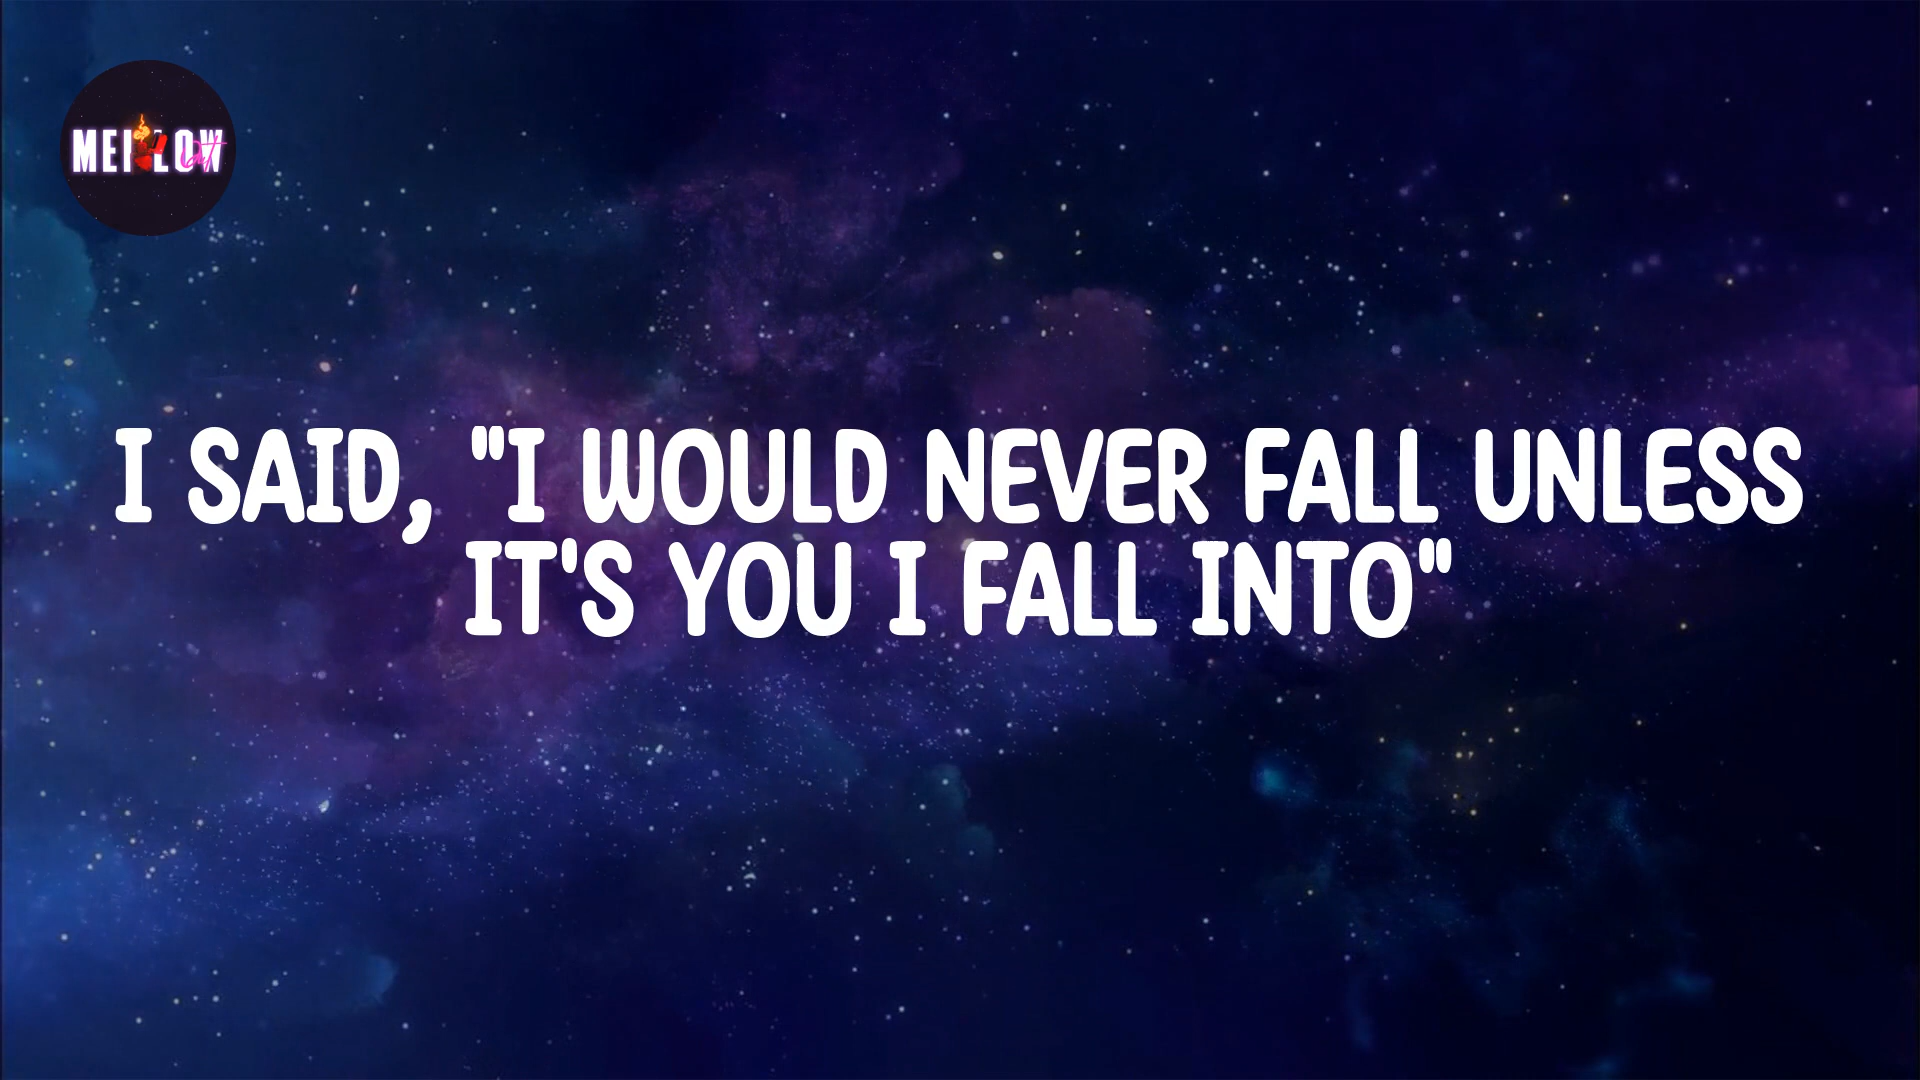 MELLOW
I SAID, "I WOULD NEVER FALL UNLESS
IT'S YOU I FALL INTO"